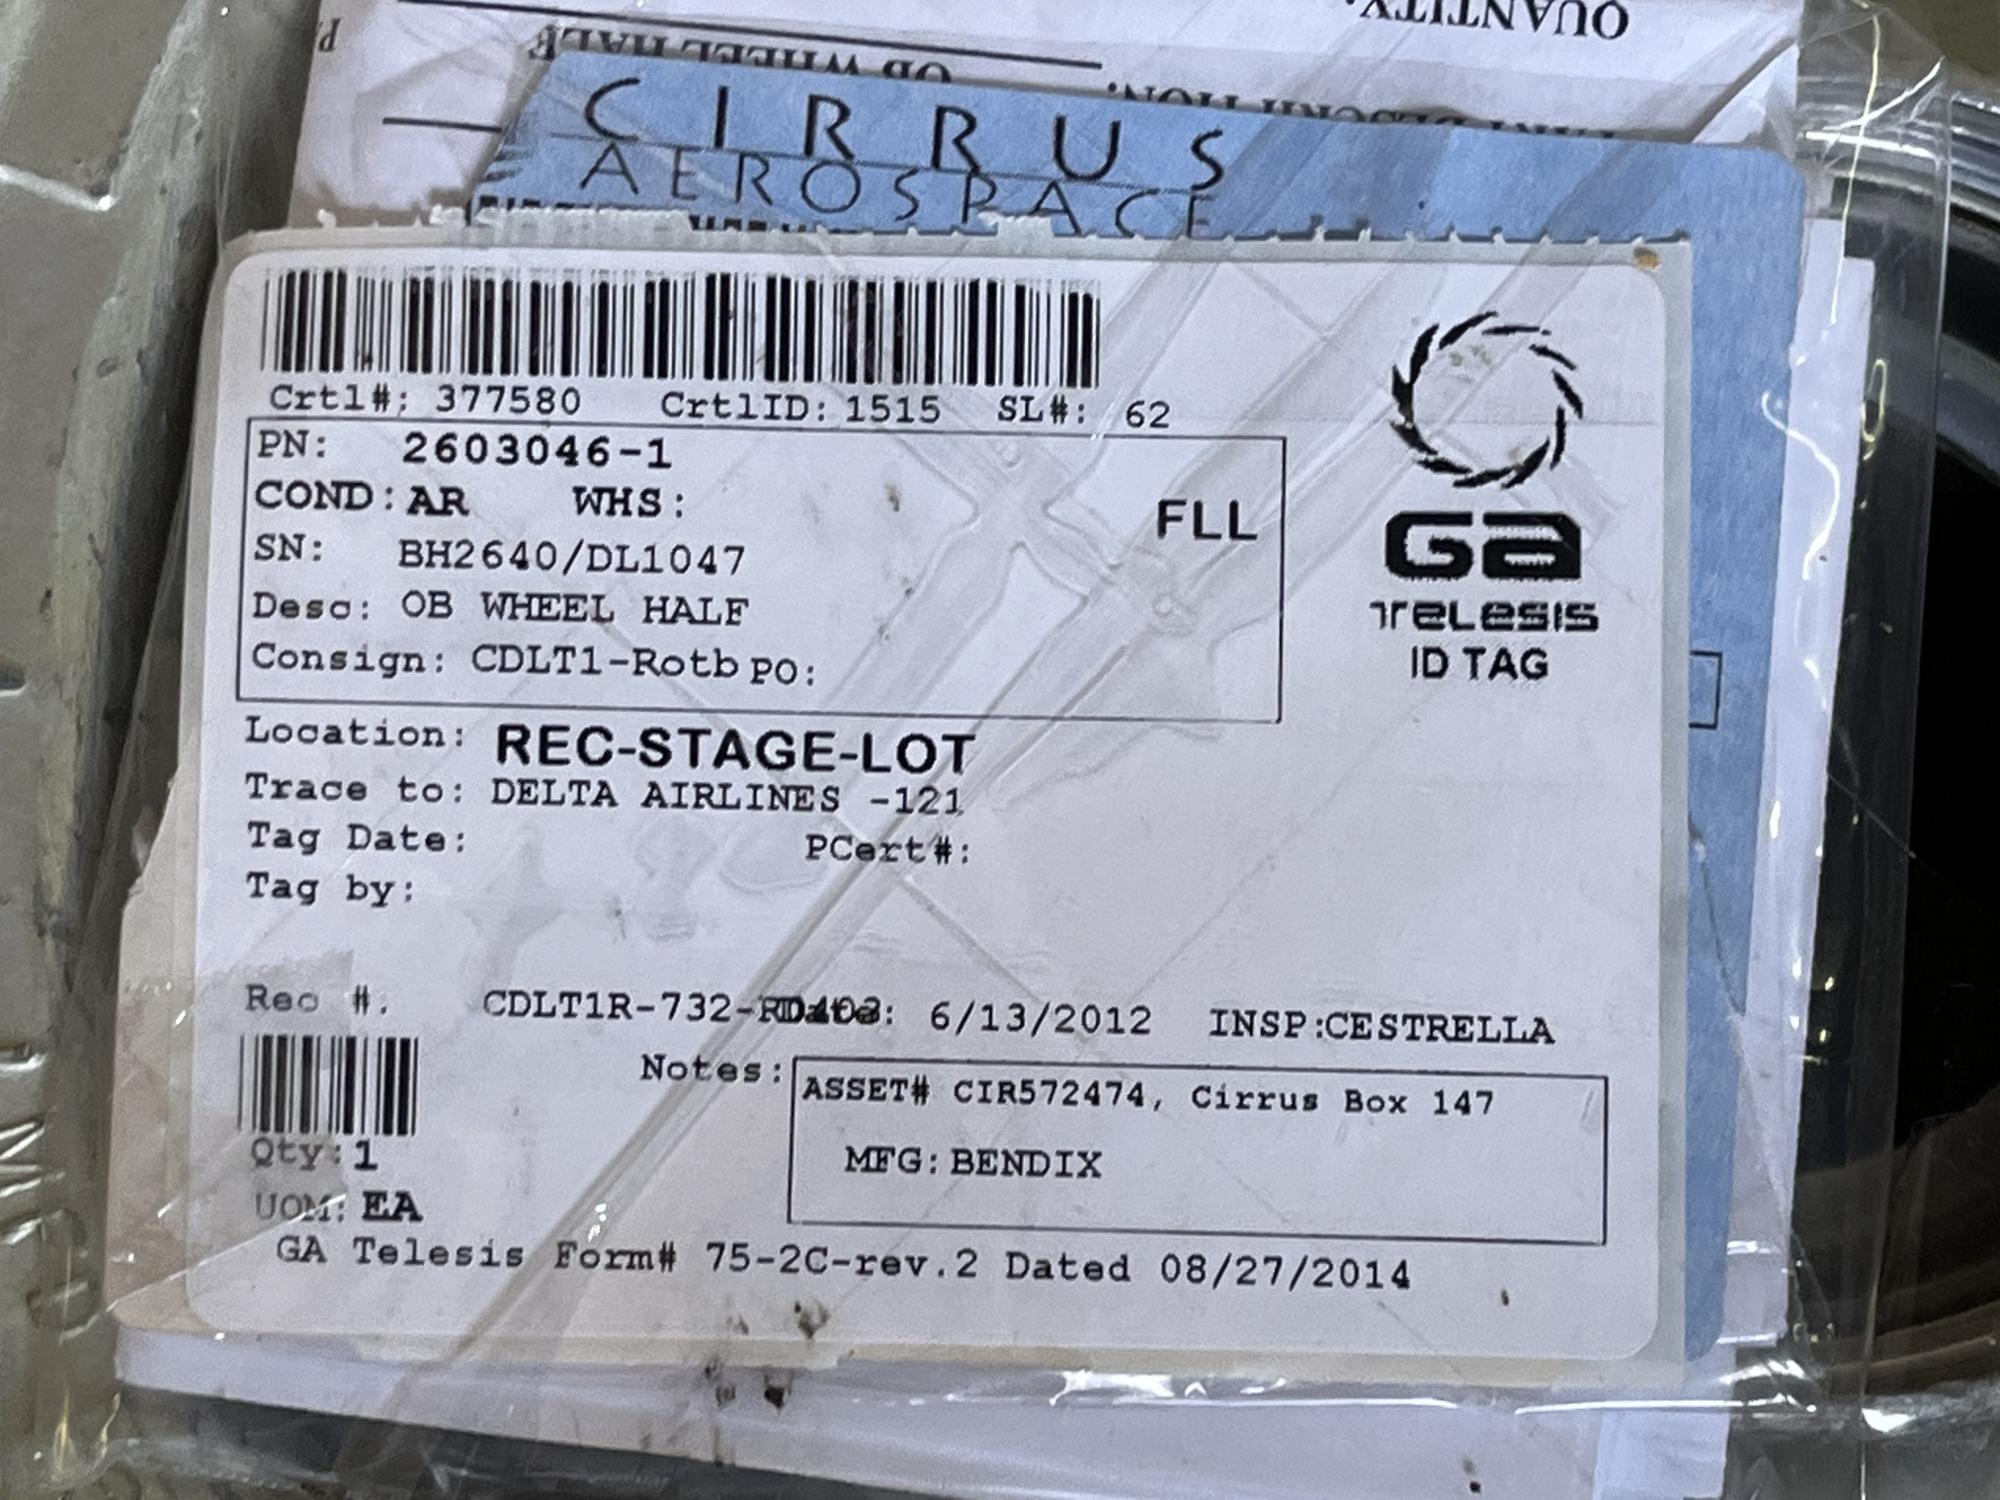 QUANTITY:
OB WHEEL HALF
CIRRUS
AEROSPACE
Crtl#: 377580 CrtlID: 1515 SL#: 62
PN: 2603046-1
COND: AR WHS: FLL
SN: BH2640/DL1047
Desc: OB WHEEL HALF
Consign: CDLT1-Rotb PO:
GA
TELESIS
ID TAG
Location: REC-STAGE-LOT
Trace to: DELTA AIRLINES -121
Tag Date: PCert#:
Tag by:
Rec #. CDLT1R-732- Date: 6/13/2012 INSP:CESTRELLA
Notes: ASSET# CIR572474, Cirrus Box 147
MFG: BENDIX
Qty: 1
UOM: EA
GA Telesis Form# 75-2C-rev.2 Dated 08/27/2014